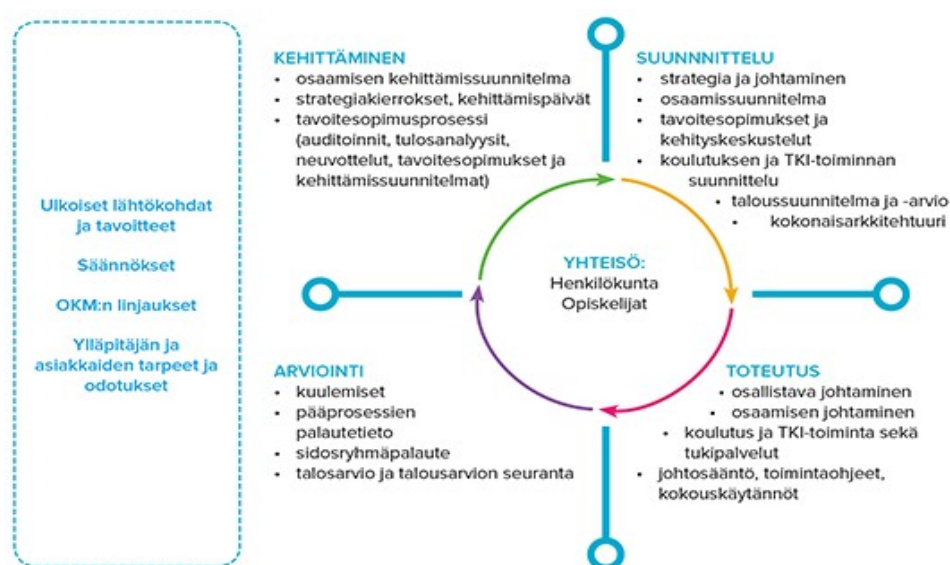 Ulkoiset lähtökohdat
ja tavoitteet
Säännökset
OKM:n linjaukset
Ylläpitäjän ja
asiakkaiden tarpeet ja
odotukset
KEHITTÄMINEN
• osaamisen kehittämissuunnitelma
• strategiakierrokset, kehittämispäivät
• tavoitesopimusprosessi
(auditoinnit, tulosanalyysit,
neuvottelut, tavoitesopimukset ja
kehittämissuunnitelmat)
SUUNNNITTELU
• strategia ja johtaminen
• osaamissuunnitelma
• tavoitesopimukset ja
kehityskeskustelut
• koulutuksen ja TKI-toiminnan
suunnittelu
• taloussuunnitelma ja -arvio
• kokonaisarkkitehtuuri
YHTEISÖ:
Henkilökunta
Opiskelijat
ARVIOINTI
• kuulemiset
• pääprosessien
palautetieto
• sidosryhmäpalaute
• talosarvio ja talousarvion seuranta
TOTEUTUS
• osallistava johtaminen
• osaamisen johtaminen
• koulutus ja TKI-toiminta sekä
tukipalvelut
• johtosääntö, toimintaohjeet,
kokouskäytännöt